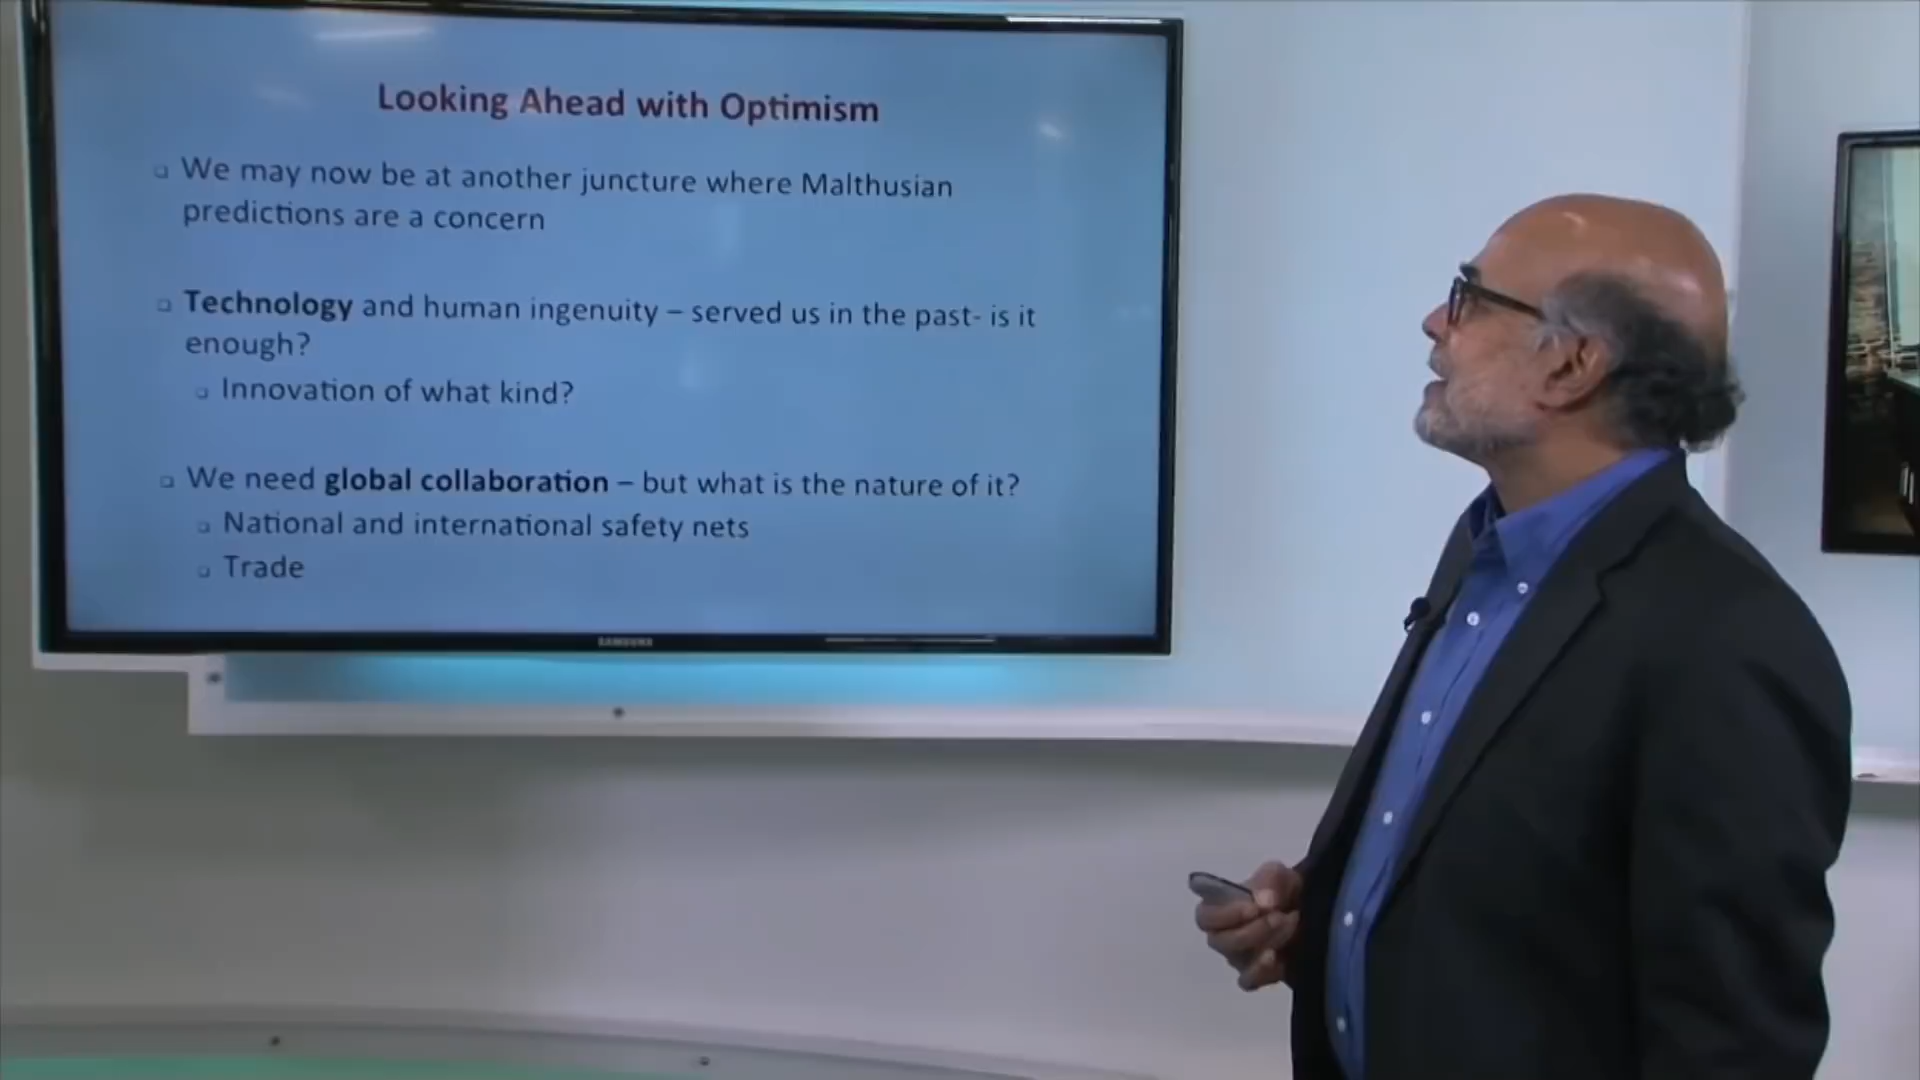 Looking Ahead with Optimism
We may now be at another juncture where Malthusian
predictions are a concern
Technology and human ingenuity – served us in the past- is it
enough?
Innovation of what kind?
We need global collaboration – but what is the nature of it?
National and international safety nets
Trade
SAMSUNG